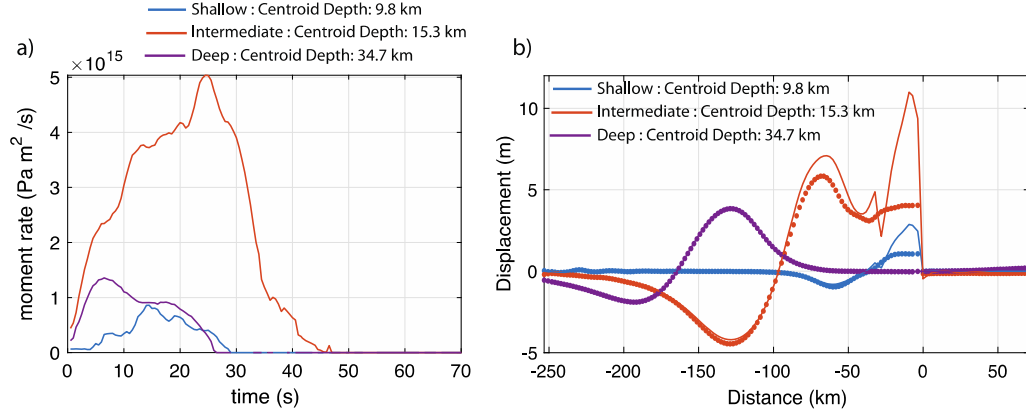 Shallow : Centroid Depth: 9.8 km
Intermediate : Centroid Depth: 15.3 km
Deep : Centroid Depth: 34.7 km
a)
× 10^15
5
4
3
2
1
0
moment rate (Pa m² /s)
0 10 20 30 40 50 60 70
time (s)
b)
Shallow : Centroid Depth: 9.8 km
Intermediate : Centroid Depth: 15.3 km
Deep : Centroid Depth: 34.7 km
10
5
0
-5
Displacement (m)
-250 -200 -150 -100 -50 0 50
Distance (km)